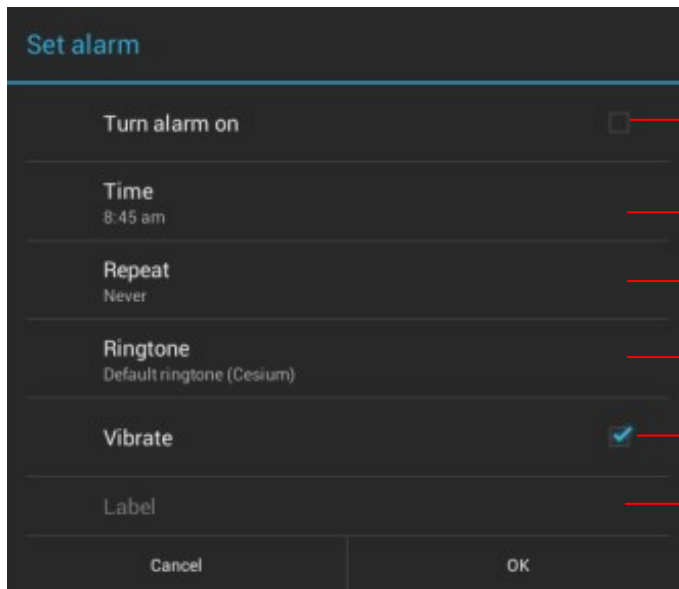 Set alarm
Turn alarm on
Time
8:45 am
Repeat
Never
Ringtone
Default ringtone (Cesium)
Vibrate
Label
Cancel
OK